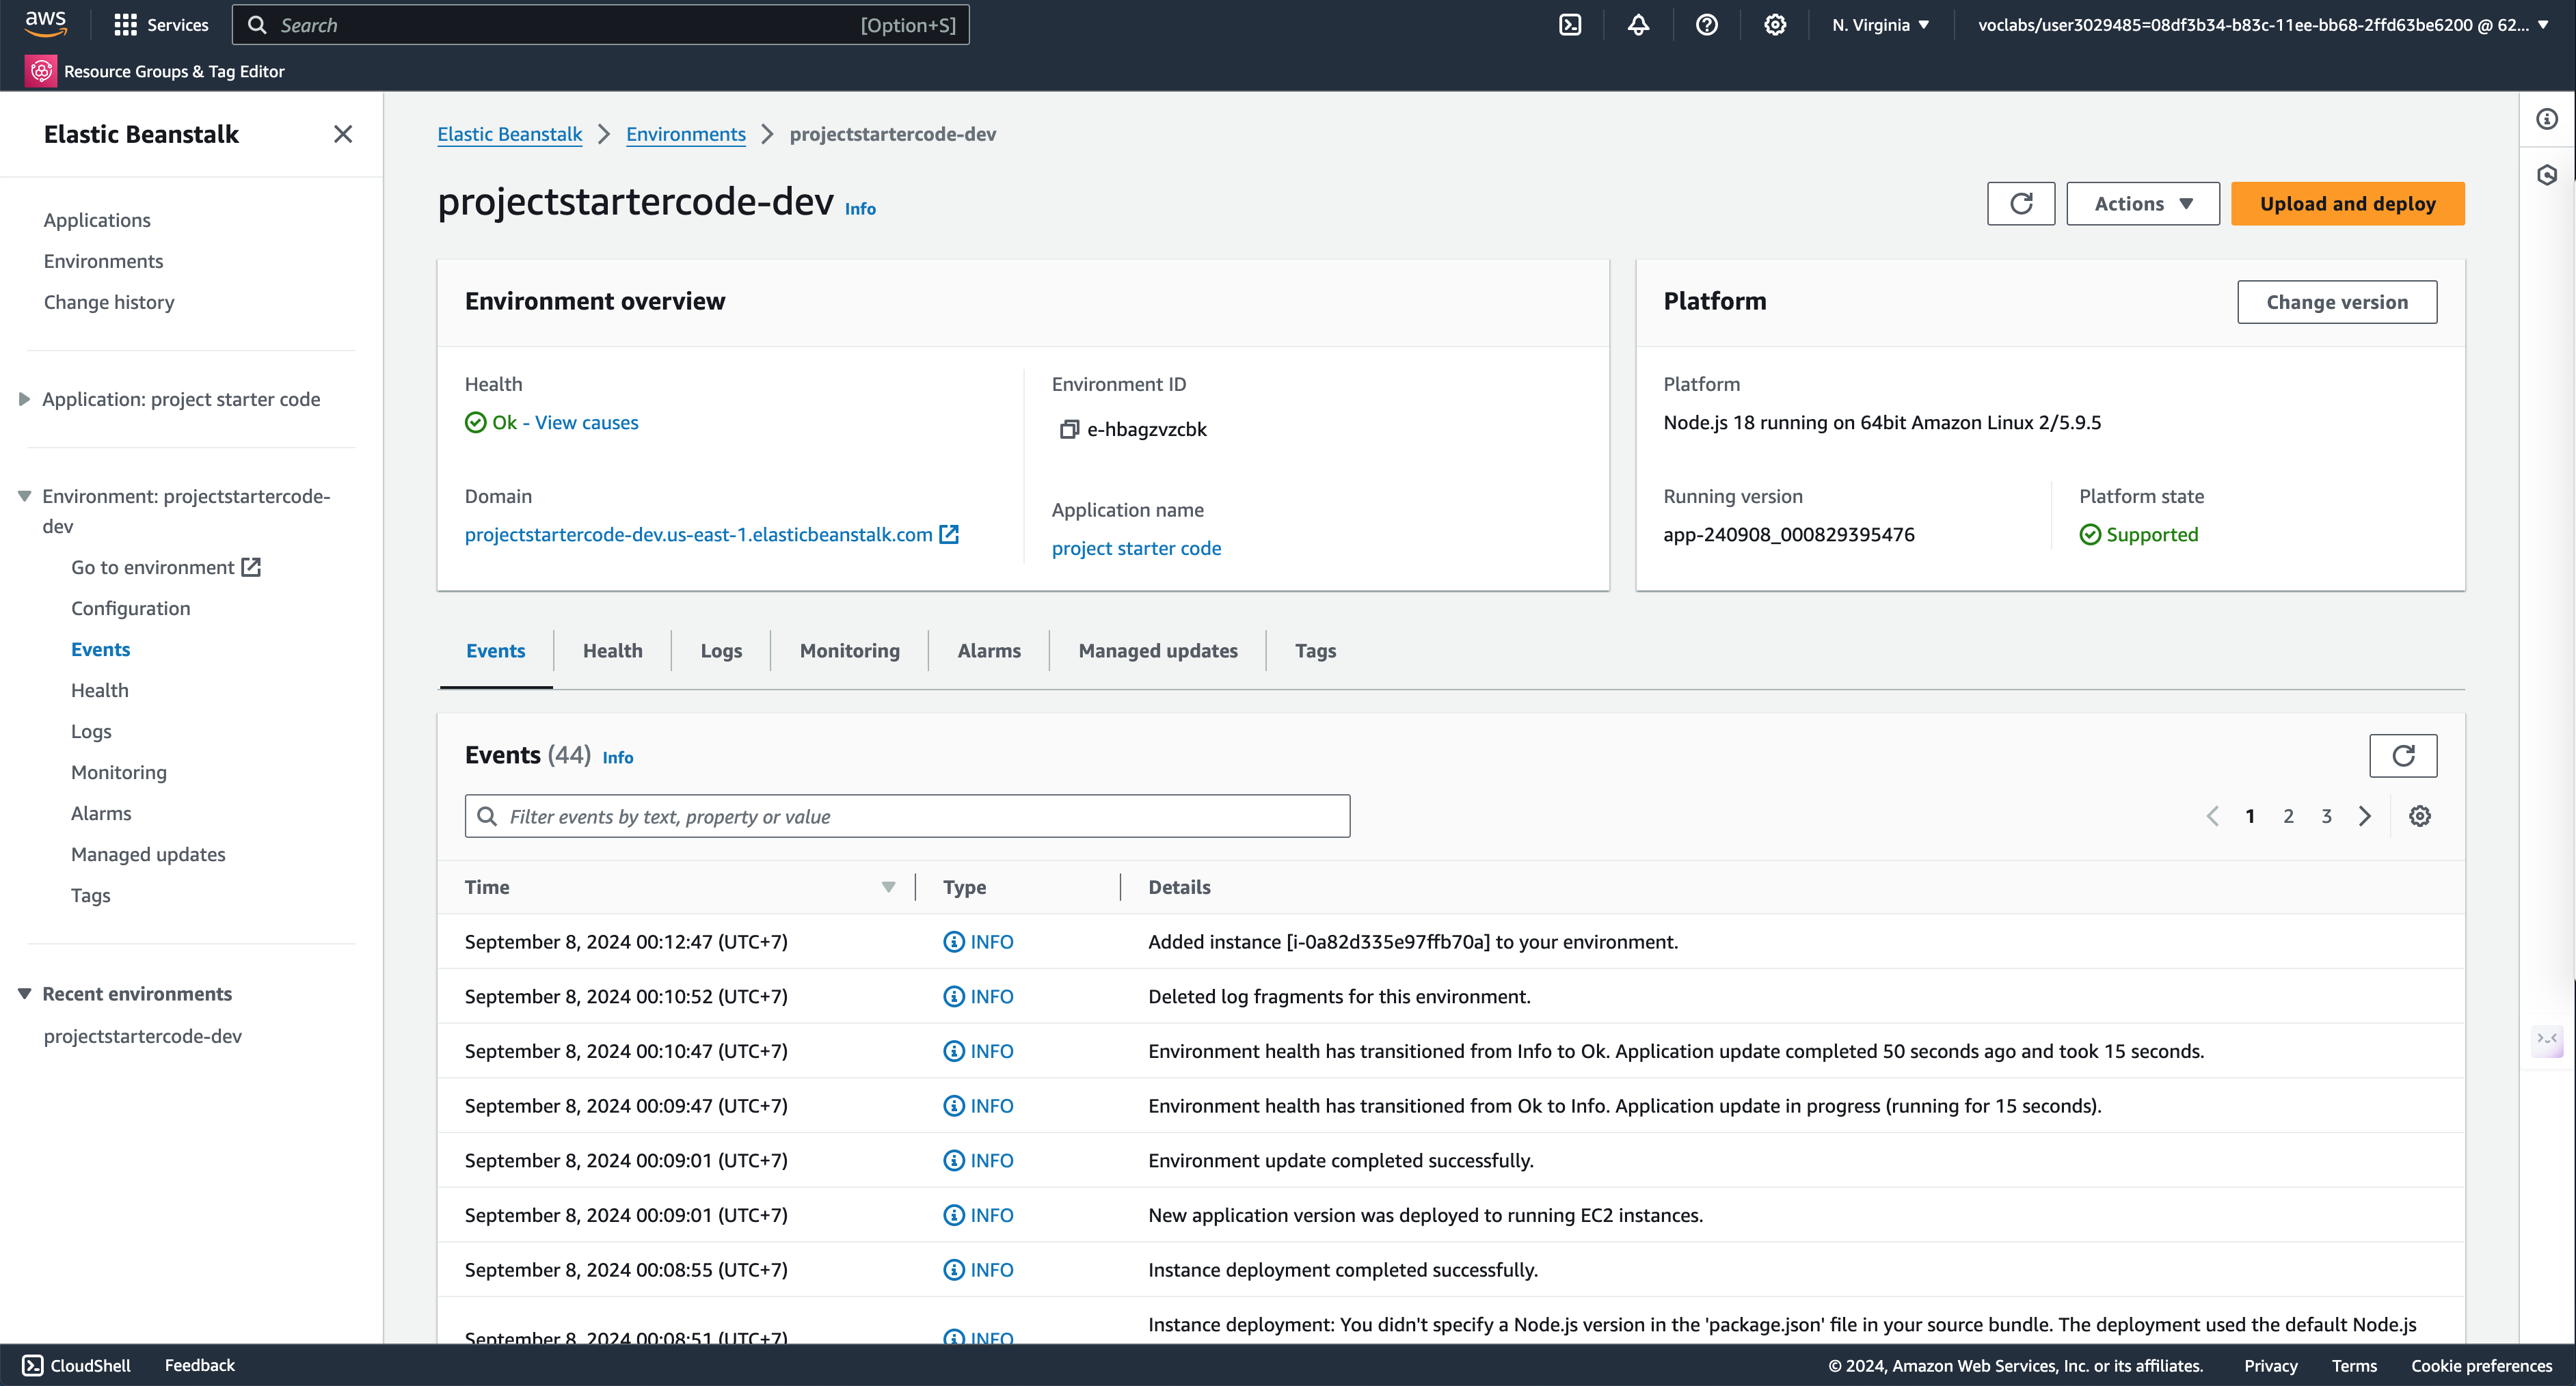 aws
Services
Search
[Option+S]
N. Virginia
voclabs/user3029485=08df3b34-b83c-11ee-bb68-2ffd63be6200 @ 62...
Resource Groups & Tag Editor
Elastic Beanstalk
Applications
Environments
Change history
Application: project starter code
Environment: projectstartercode-
dev
Go to environment
Configuration
Events
Health
Logs
Monitoring
Alarms
Managed updates
Tags
Recent environments
projectstartercode-dev
Elastic Beanstalk
Environments
projectstartercode-dev
projectstartercode-dev Info
Actions
Upload and deploy
Environment overview
Health
Ok - View causes
Domain
projectstartercode-dev.us-east-1.elasticbeanstalk.com
Environment ID
e-hbagzvzcbk
Application name
project starter code
Platform
Change version
Platform
Node.js 18 running on 64bit Amazon Linux 2/5.9.5
Running version
app-240908_000829395476
Platform state
Supported
Events
Health
Logs
Monitoring
Alarms
Managed updates
Tags
Events (44) Info
Filter events by text, property or value
1 2 3
Time Type Details
September 8, 2024 00:12:47 (UTC+7) INFO Added instance [i-0a82d335e97ffb70a] to your environment.
September 8, 2024 00:10:52 (UTC+7) INFO Deleted log fragments for this environment.
September 8, 2024 00:10:47 (UTC+7) INFO Environment health has transitioned from Info to Ok. Application update completed 50 seconds ago and took 15 seconds.
September 8, 2024 00:09:47 (UTC+7) INFO Environment health has transitioned from Ok to Info. Application update in progress (running for 15 seconds).
September 8, 2024 00:09:01 (UTC+7) INFO Environment update completed successfully.
September 8, 2024 00:09:01 (UTC+7) INFO New application version was deployed to running EC2 instances.
September 8, 2024 00:08:55 (UTC+7) INFO Instance deployment completed successfully.
September 8, 2024 00:08:51 (UTC+7) INFO Instance deployment: You didn't specify a Node.js version in the 'package.json' file in your source bundle. The deployment used the default Node.js
CloudShell
Feedback
© 2024, Amazon Web Services, Inc. or its affiliates.
Privacy
Terms
Cookie preferences